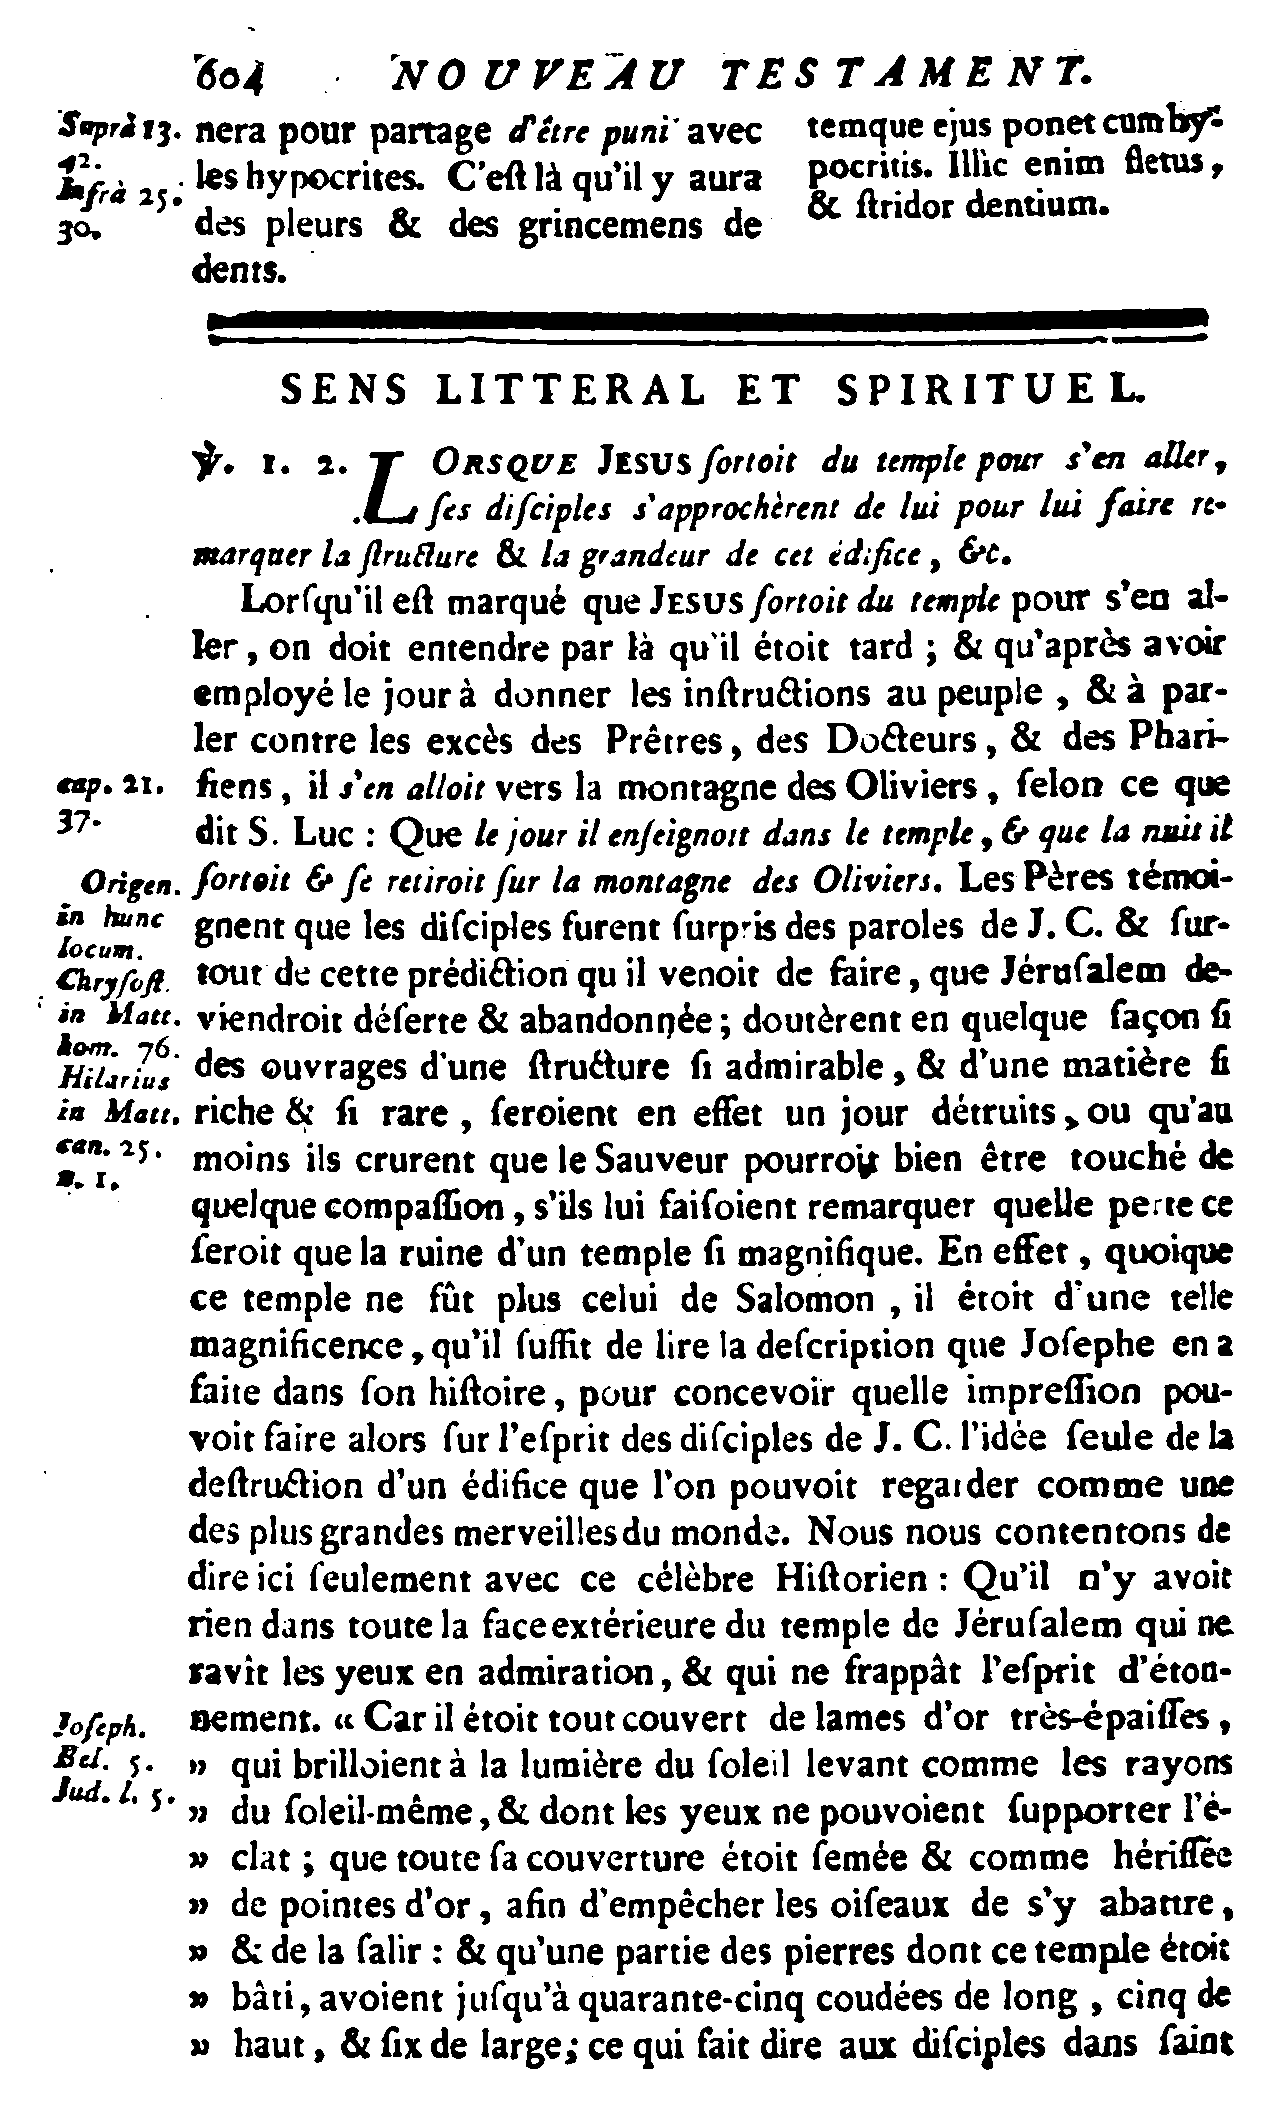 604 NOUVEAU TESTAMENT.
Suprà 13.
42.
Infrà 25.
30.
nera pour partage d'être puni avec
les hypocrites. C'eſt là qu'il y aura
des pleurs & des grincemens de
dents.
temque ejus ponet cum hy-
pocritis. Illic enim fletus,
& ſtridor dentium.
SENS LITTERAL ET SPIRITUEL.
℣. 1. 2. LORSQUE JESUS ſortoit du temple pour s'en aller,
ſes diſciples s'approchèrent de lui pour lui faire re-
marquer la ſtructure & la grandeur de cet édifice, &c.
Lorſqu'il eſt marqué que JESUS ſortoit du temple pour s'en al-
ler, on doit entendre par là qu'il étoit tard ; & qu'après avoir
employé le jour à donner les inſtructions au peuple, & à par-
ler contre les excès des Prêtres, des Docteurs, & des Phari-
ſiens, il s'en alloit vers la montagne des Oliviers, ſelon ce que
dit S. Luc : Que le jour il enſeignoit dans le temple, & que la nuit il
ſortoit & ſe retiroit ſur la montagne des Oliviers. Les Pères témoi-
gnent que les diſciples furent ſurpris des paroles de J. C. & ſur-
tout de cette prédiction qu il venoit de faire, que Jéruſalem de-
viendroit déſerte & abandonnée ; doutèrent en quelque façon ſi
des ouvrages d'une ſtructure ſi admirable, & d'une matière ſi
riche & ſi rare, ſeroient en effet un jour détruits, ou qu'au
moins ils crurent que le Sauveur pourroit bien être touché de
quelque compaſſion, s'ils lui faiſoient remarquer quelle perte ce
ſeroit que la ruine d'un temple ſi magnifique. En effet, quoique
ce temple ne fût plus celui de Salomon, il étoit d'une telle
magnificence, qu'il ſuffit de lire la deſcription que Joſephe en a
faite dans ſon hiſtoire, pour concevoir quelle impreſſion pou-
voit faire alors ſur l'eſprit des diſciples de J. C. l'idée ſeule de la
deſtruction d'un édifice que l'on pouvoit regarder comme une
des plus grandes merveilles du monde. Nous nous contentons de
dire ici ſeulement avec ce célèbre Hiſtorien : Qu'il n'y avoit
rien dans toute la face extérieure du temple de Jéruſalem qui ne
ravît les yeux en admiration, & qui ne frappât l'eſprit d'éton-
nement. “ Car il étoit tout couvert de lames d'or très-épaiſſes,
” qui brilloient à la lumière du ſoleil levant comme les rayons
” du ſoleil-même, & dont les yeux ne pouvoient ſupporter l'é-
” clat ; que toute ſa couverture étoit ſemée & comme hériſſée
” de pointes d'or, afin d'empêcher les oiſeaux de s'y abattre,
” & de la ſalir : & qu'une partie des pierres dont ce temple étoit
” bâti, avoient juſqu'à quarante-cinq coudées de long, cinq de
” haut, & ſix de large; ce qui fait dire aux diſciples dans ſaint
cap. 21.
37.
Origen.
in hunc
locum.
Chryſoſt.
in Matt.
hom. 76.
Hilarius
in Matt.
can. 25.
n. 1.
Joſeph.
Bel. 5.
Jud. l. 5.